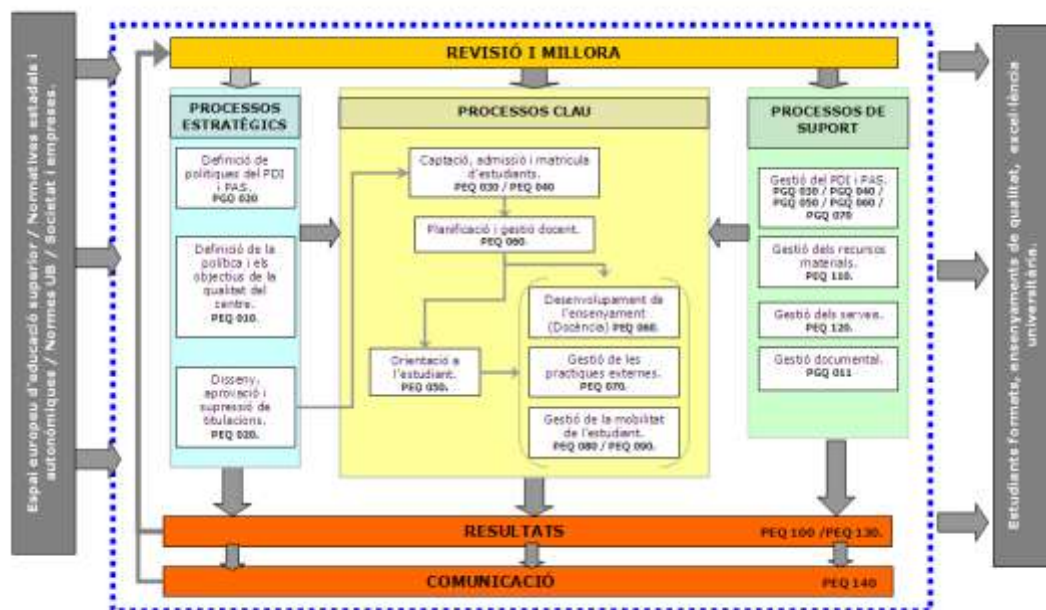 Espai europeu d'educació superior / Normatives estadals i
autonómiques / Normes UB / Societat i empreses.
REVISIÓ I MILLORA
PROCESSOS
ESTRATÈGICS
Definició de
polítiques del PDI i
PAS.
PGQ 020
Definició de la
política i els
objectius de la
qualitat del
centre.
PEQ 010.
Disseny,
aprovació i
supressió de
titulacions.
PEQ 020.
PROCESSOS CLAU
Captació, admissió i matrícula
d'estudiants.
PEQ 030 / PEQ 040
Planificació i gestió docent.
PEQ 060.
Orientació a
l'estudiant.
PEQ 050.
Desenvolupament de
l'ensenyament
(Docència) PEQ 060.
Gestió de les
practiques externes.
PEQ 070.
Gestió de la mobilitat
de l'estudiant.
PEQ 080 / PEQ 090.
PROCESSOS DE
SUPORT
Gestió del PDI i PAS.
PGQ 030 / PGQ 040 /
PGQ 050 / PGQ 060 /
PGQ 070
Gestió dels recursos
materials.
PEQ 110.
Gestió dels serveis.
PEQ 120.
Gestió documental.
PGQ 011
RESULTATS
PEQ 100 /PEQ 130.
COMUNICACIÓ
PEQ 140
Estudiants formats, ensenyaments de qualitat, excel·lència
universitària.